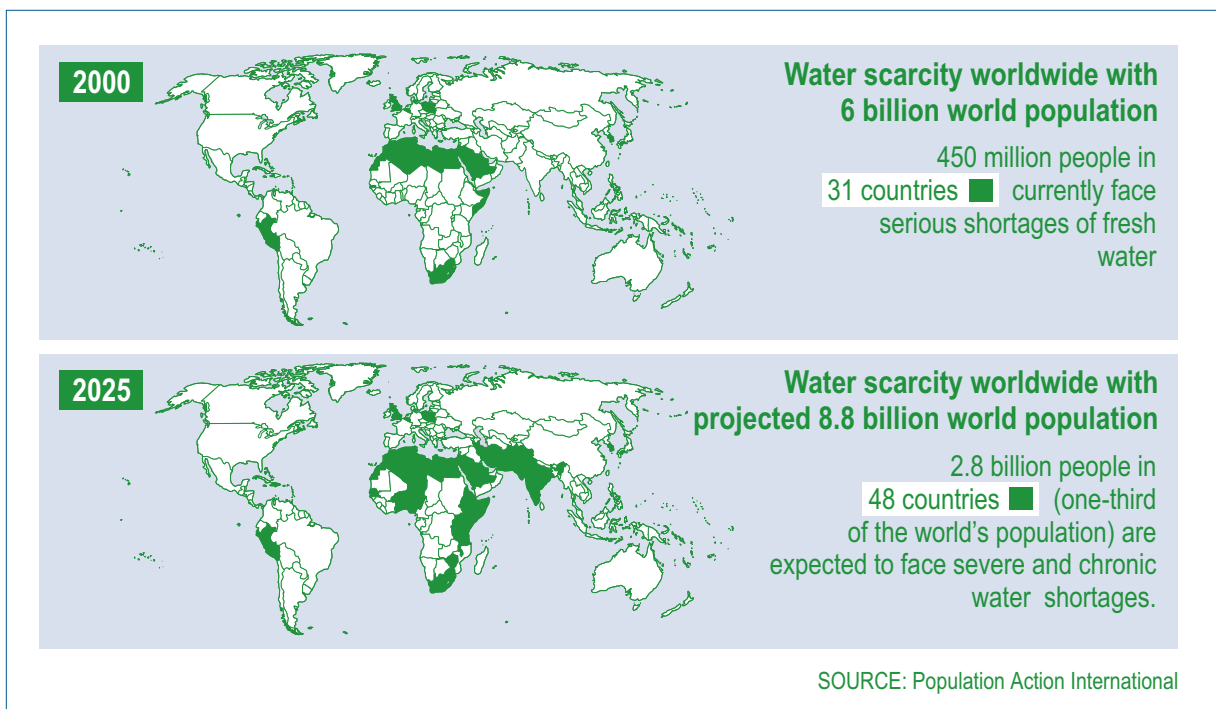 2000
Water scarcity worldwide with
6 billion world population
450 million people in
31 countries currently face
serious shortages of fresh
water
2025
Water scarcity worldwide with
projected 8.8 billion world population
2.8 billion people in
48 countries (one-third
of the world's population) are
expected to face severe and chronic
water shortages.
SOURCE: Population Action International